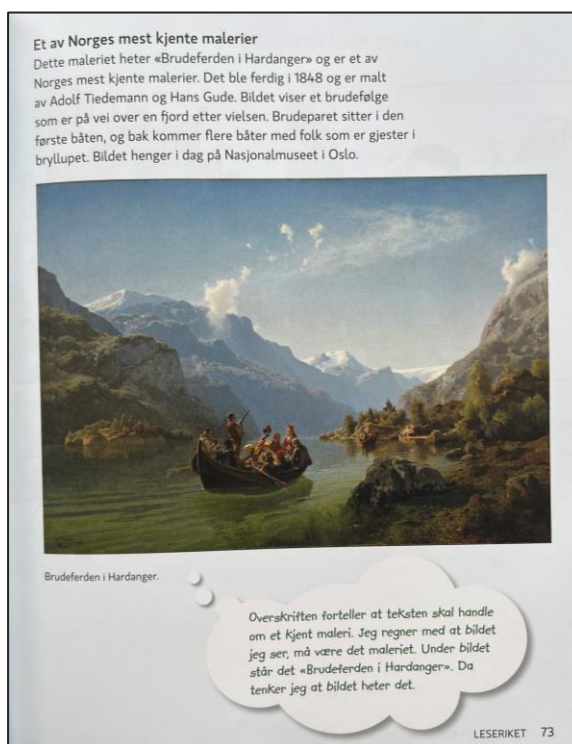 Et av Norges mest kjente malerier
Dette maleriet heter «Brudeferden i Hardanger» og er et av
Norges mest kjente malerier. Det ble ferdig i 1848 og er malt
av Adolf Tiedemann og Hans Gude. Bildet viser et brudefølge
som er på vei over en fjord etter vielsen. Brudeparet sitter i den
første båten, og bak kommer flere båter med folk som er gjester i
bryllupet. Bildet henger i dag på Nasjonalmuseet i Oslo.
Brudeferden i Hardanger.
Overskriften forteller at teksten skal handle
om et kjent maleri. Jeg regner med at bildet
jeg ser, må være det maleriet. Under bildet
står det «Brudeferden i Hardanger». Da
tenker jeg at bildet heter det.
LESERIKET 73